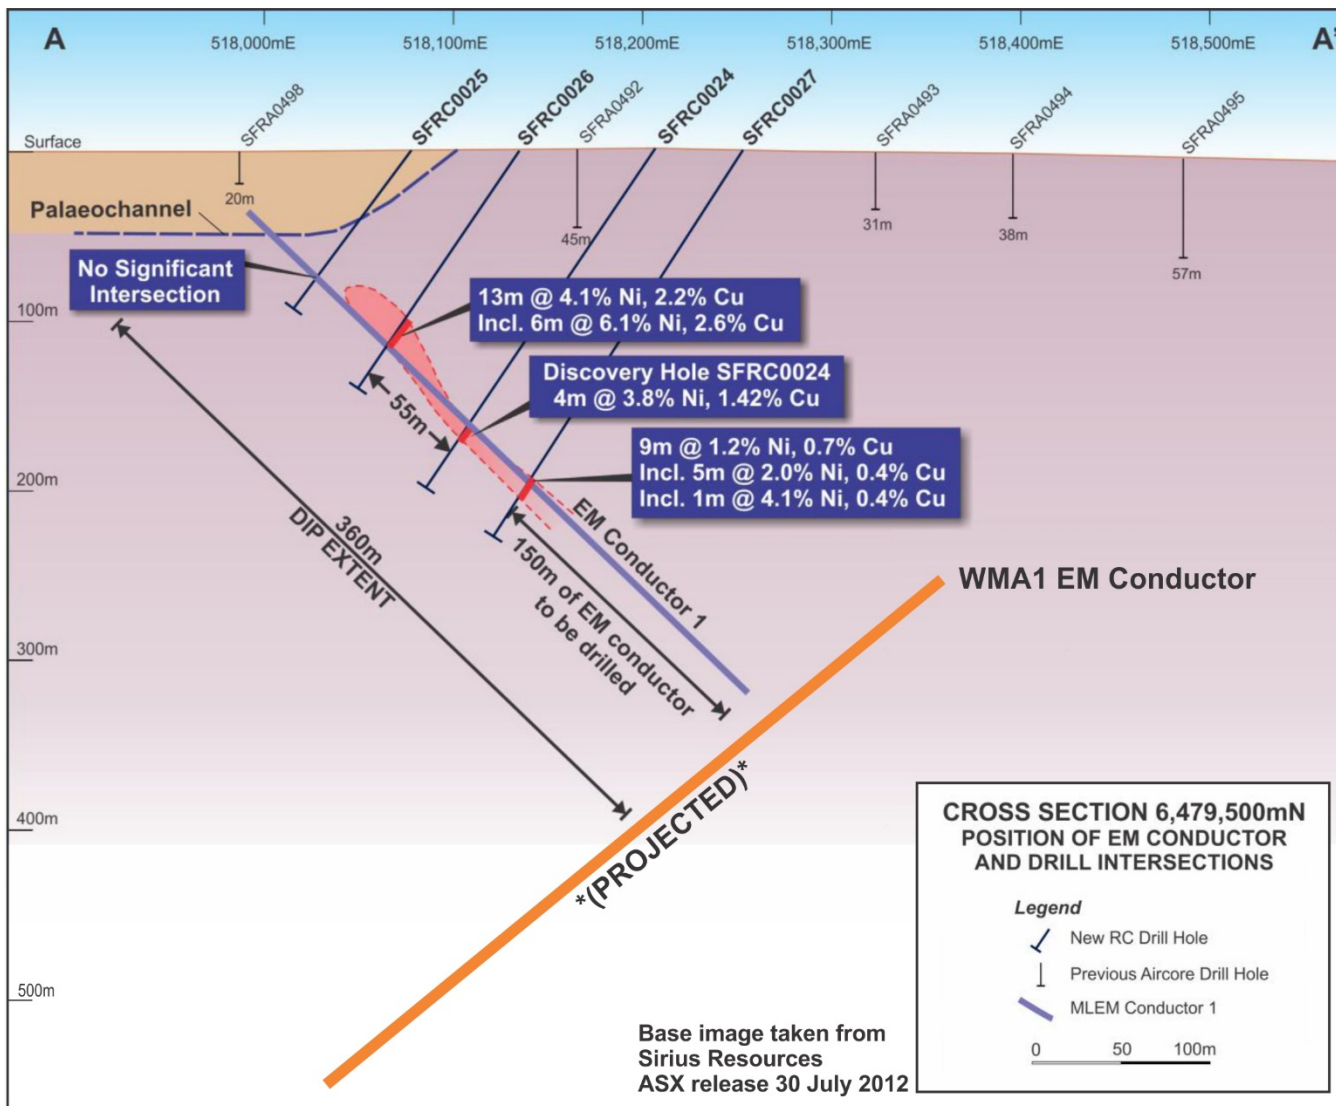 A
A'
518,000mE
518,100mE
518,200mE
518,300mE
518,400mE
518,500mE
SFRA0498
SFRC0025
SFRC0026
SFRA0492
SFRC0024
SFRC0027
SFRA0493
SFRA0494
SFRA0495
Surface
20m
Palaeochannel
45m
31m
38m
57m
No Significant
Intersection
100m
13m @ 4.1% Ni, 2.2% Cu
Incl. 6m @ 6.1% Ni, 2.6% Cu
Discovery Hole SFRC0024
4m @ 3.8% Ni, 1.42% Cu
55m
9m @ 1.2% Ni, 0.7% Cu
Incl. 5m @ 2.0% Ni, 0.4% Cu
Incl. 1m @ 4.1% Ni, 0.4% Cu
200m
360m
DIP EXTENT
EM Conductor 1
150m of EM conductor
to be drilled
WMA1 EM Conductor
300m
*(PROJECTED)*
400m
500m
CROSS SECTION 6,479,500mN
POSITION OF EM CONDUCTOR
AND DRILL INTERSECTIONS
Legend
New RC Drill Hole
Previous Aircore Drill Hole
MLEM Conductor 1
0 50 100m
Base image taken from
Sirius Resources
ASX release 30 July 2012